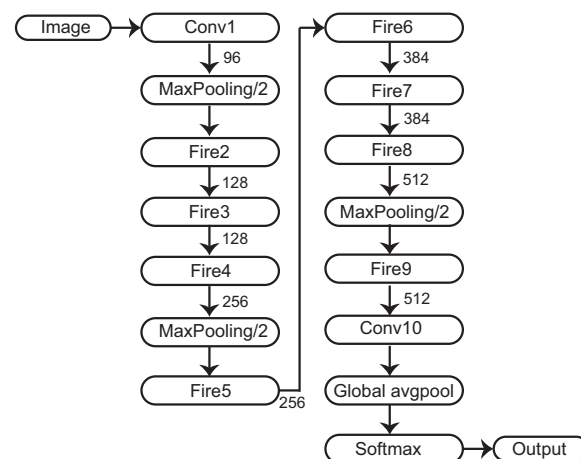 Image
Conv1
96
MaxPooling/2
Fire2
128
Fire3
128
Fire4
256
MaxPooling/2
Fire5
256
Fire6
384
Fire7
384
Fire8
512
MaxPooling/2
Fire9
512
Conv10
Global avgpool
Softmax
Output